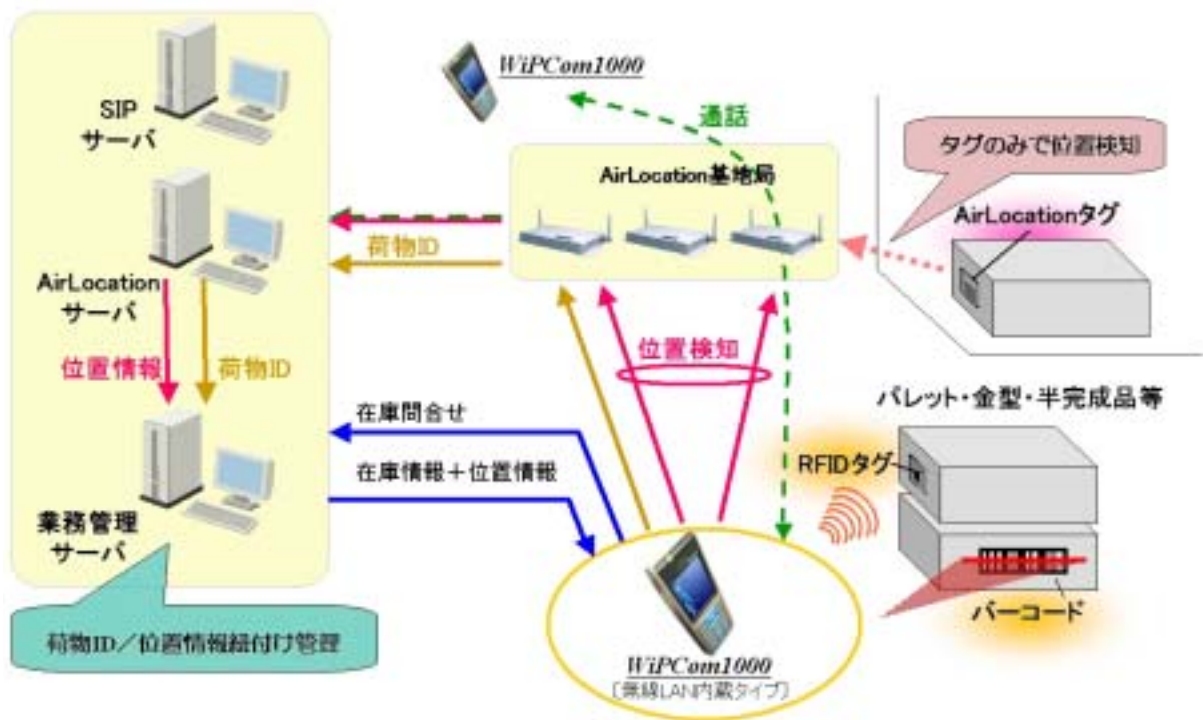 SIP
サーバ
AirLocation
サーバ
位置情報
荷物ID
業務管理
サーバ
荷物ID／位置情報紐付け管理
WiPCom1000
通話
AirLocation基地局
荷物ID
位置検知
在庫問合せ
在庫情報＋位置情報
WiPCom1000
〔無線LAN内蔵タイプ〕
タグのみで位置検知
AirLocationタグ
パレット・金型・半完成品等
RFIDタグ
バーコード